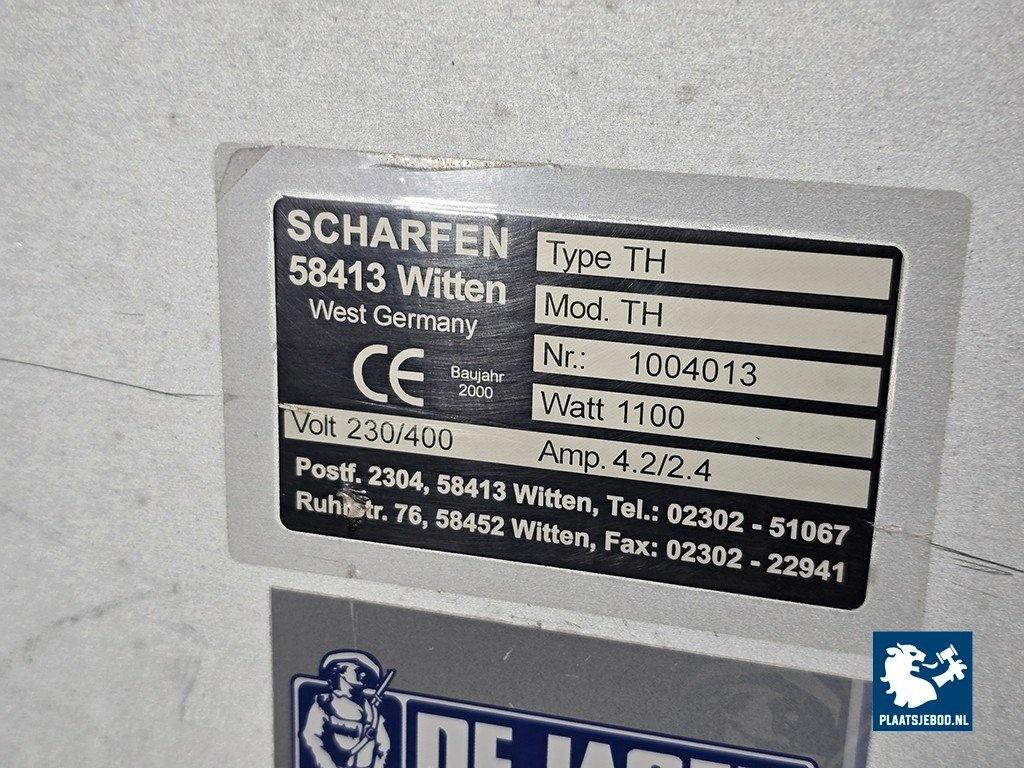 SCHARFEN
58413 Witten
West Germany
CE
Baujahr
2000
Type TH
Mod. TH
Nr.: 1004013
Watt 1100
Volt 230/400 Amp. 4.2/2.4
Postf. 2304, 58413 Witten, Tel.: 02302 - 51067
76, 58452 Witten, Fax: 02302 - 22941
DE
PLAATSJEBOD.NL